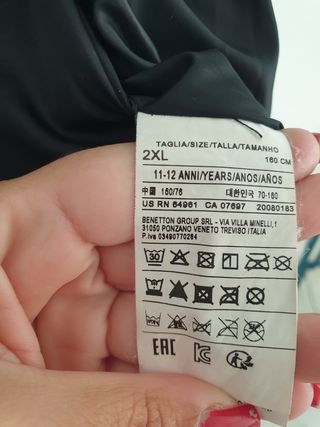 TAGLIA/SIZE/TALLA/TAMANHO
2XL 160 CM
11-12 ANNI/YEARS/ANOS/AÑOS
中国 160/76 대한민국 70-160
US RN 64961 CA 07697 20080183
BENETTON GROUP SRL - VIA VILLA MINELLI,1
31050 PONZANO VENETO TREVISO ITALIA
P.iva 03490770264
30
EAC